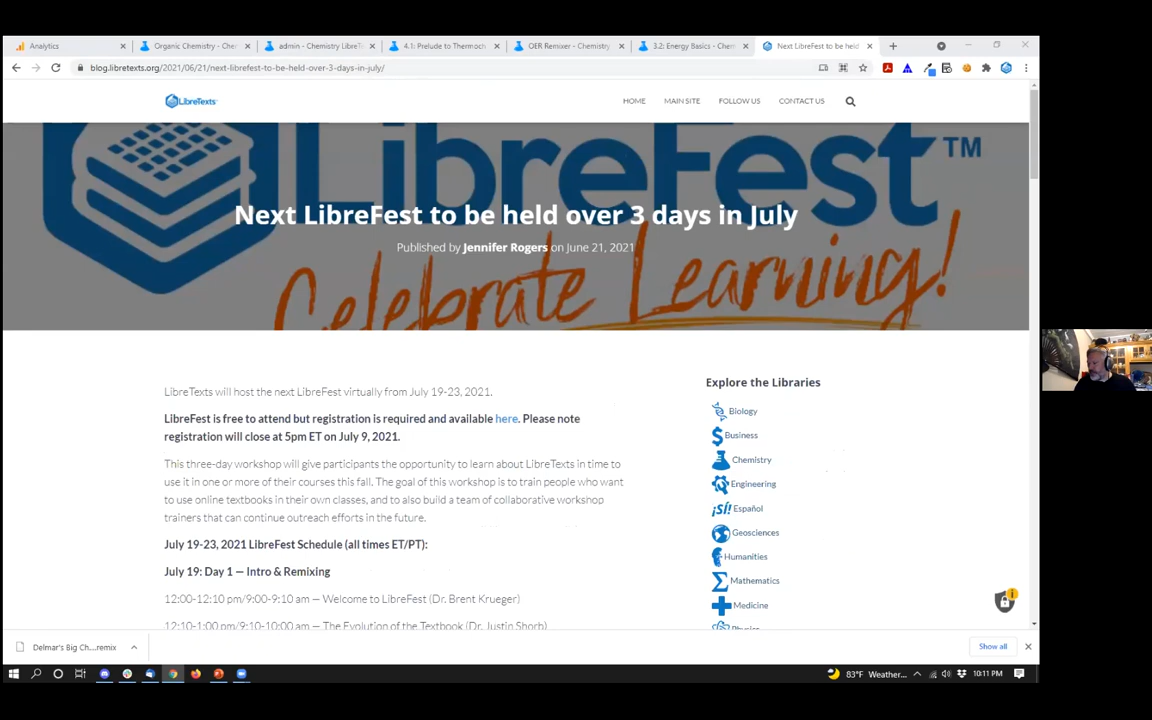 Analytics
Organic Chemistry - Che
admin - Chemistry LibreT
4.1: Prelude to Thermoch
OER Remixer - Chemistry
3.2: Energy Basics - Chem
Next LibreFest to be held
blog.libretexts.org/2021/06/21/next-librefest-to-be-held-over-3-days-in-july/
LibreTexts
HOME
MAIN SITE
FOLLOW US
CONTACT US
LibreFest™
Celebrate Learning!
Next LibreFest to be held over 3 days in July
Published by Jennifer Rogers on June 21, 2021
LibreTexts will host the next LibreFest virtually from July 19-23, 2021.
LibreFest is free to attend but registration is required and available here. Please note
registration will close at 5pm ET on July 9, 2021.
This three-day workshop will give participants the opportunity to learn about LibreTexts in time to
use it in one or more of their courses this fall. The goal of this workshop is to train people who want
to use online textbooks in their own classes, and to also build a team of collaborative workshop
trainers that can continue outreach efforts in the future.
July 19-23, 2021 LibreFest Schedule (all times ET/PT):
July 19: Day 1 — Intro & Remixing
12:00-12:10 pm/9:00-9:10 am — Welcome to LibreFest (Dr. Brent Krueger)
12:10-1:00 pm/9:10-10:00 am — The Evolution of the Textbook (Dr. Justin Shorb)
Explore the Libraries
Biology
Business
Chemistry
Engineering
¡SÍ! Español
Geosciences
Humanities
Mathematics
Medicine
Physics
Delmar's Big Ch....remix
Show all
83°F Weather...
10:11 PM